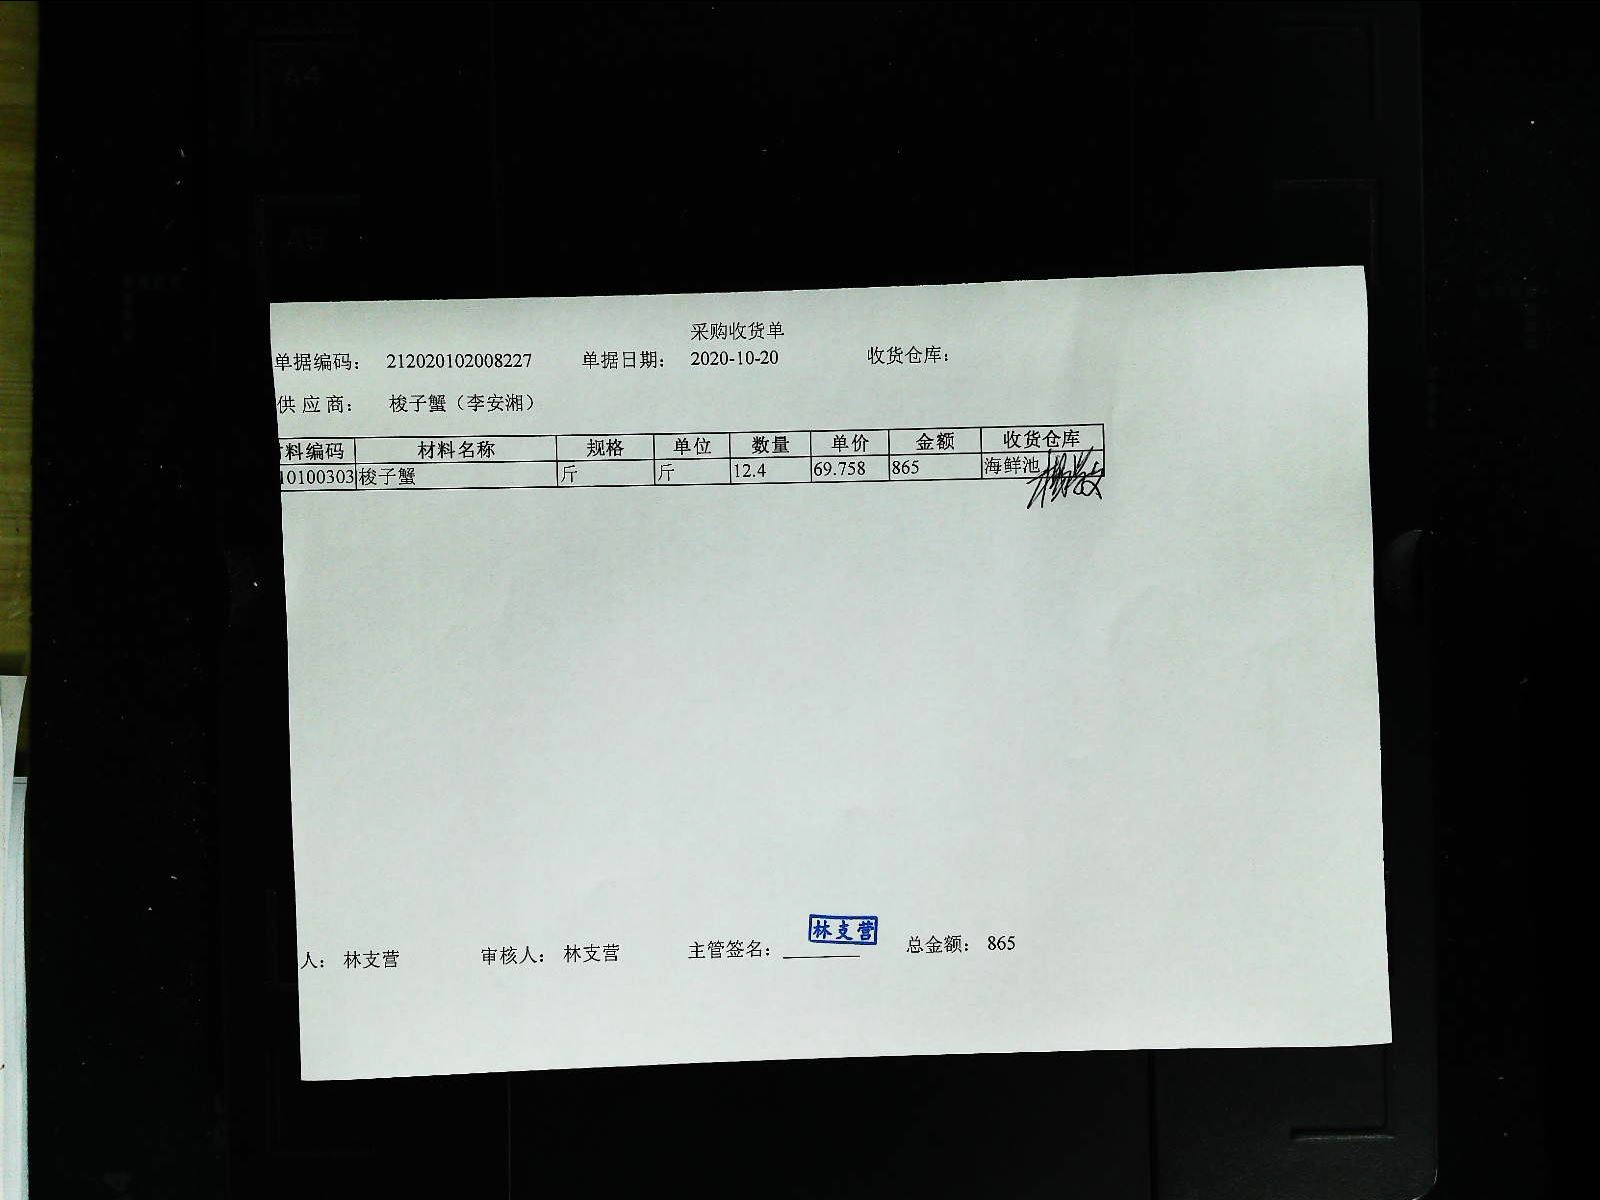 采购收货单
单据编码： 212020102008227 单据日期： 2020-10-20 收货仓库：
供 应 商： 梭子蟹（李安湘）
料编码 材料名称 规格 单位 数量 单价 金额 收货仓库
10100303 梭子蟹 斤 斤 12.4 69.758 865 海鲜池
林支营
人： 林支营 审核人： 林支营 主管签名： 总金额： 865